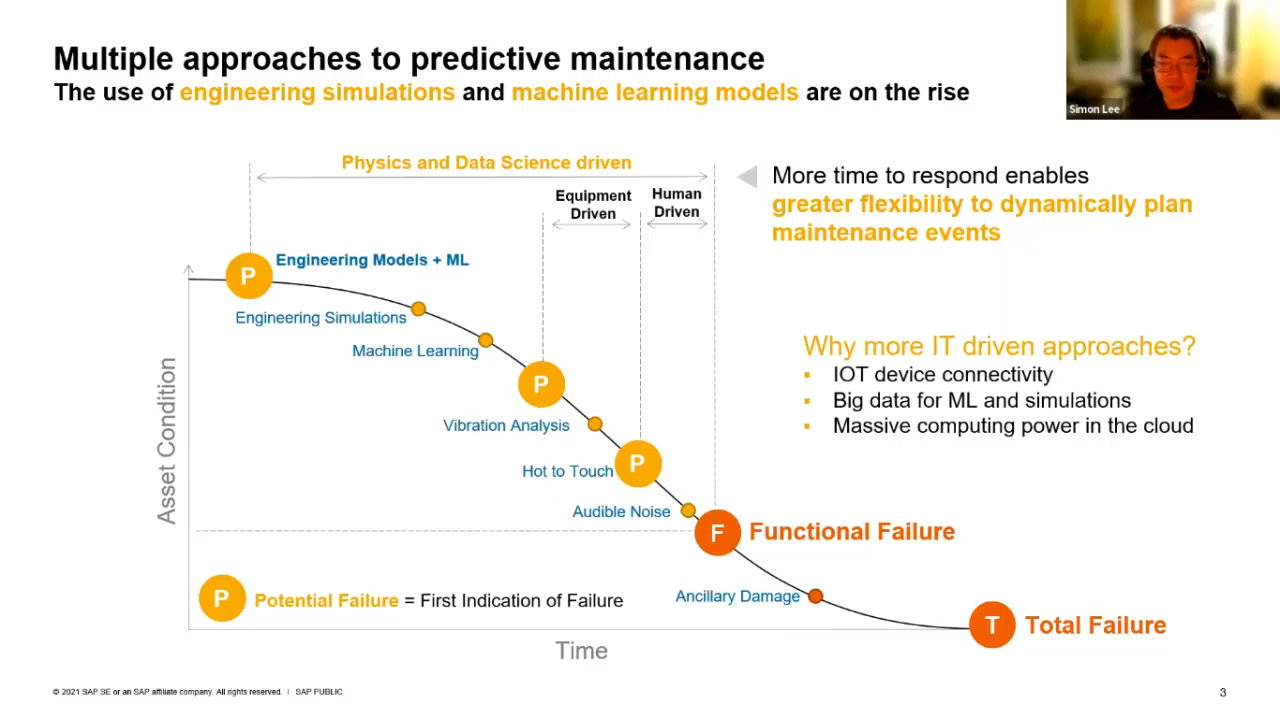 Multiple approaches to predictive maintenance
The use of engineering simulations and machine learning models are on the rise
Simon Lee
Physics and Data Science driven
Equipment
Driven
Human
Driven
More time to respond enables
greater flexibility to dynamically plan
maintenance events
P
Engineering Models + ML
Engineering Simulations
Machine Learning
P
Vibration Analysis
Hot to Touch
P
Audible Noise
F
Functional Failure
Ancillary Damage
T
Total Failure
Asset Condition
Time
P
Potential Failure = First Indication of Failure
Why more IT driven approaches?
▪ IOT device connectivity
▪ Big data for ML and simulations
▪ Massive computing power in the cloud
© 2021 SAP SE or an SAP affiliate company. All rights reserved. | SAP PUBLIC
3